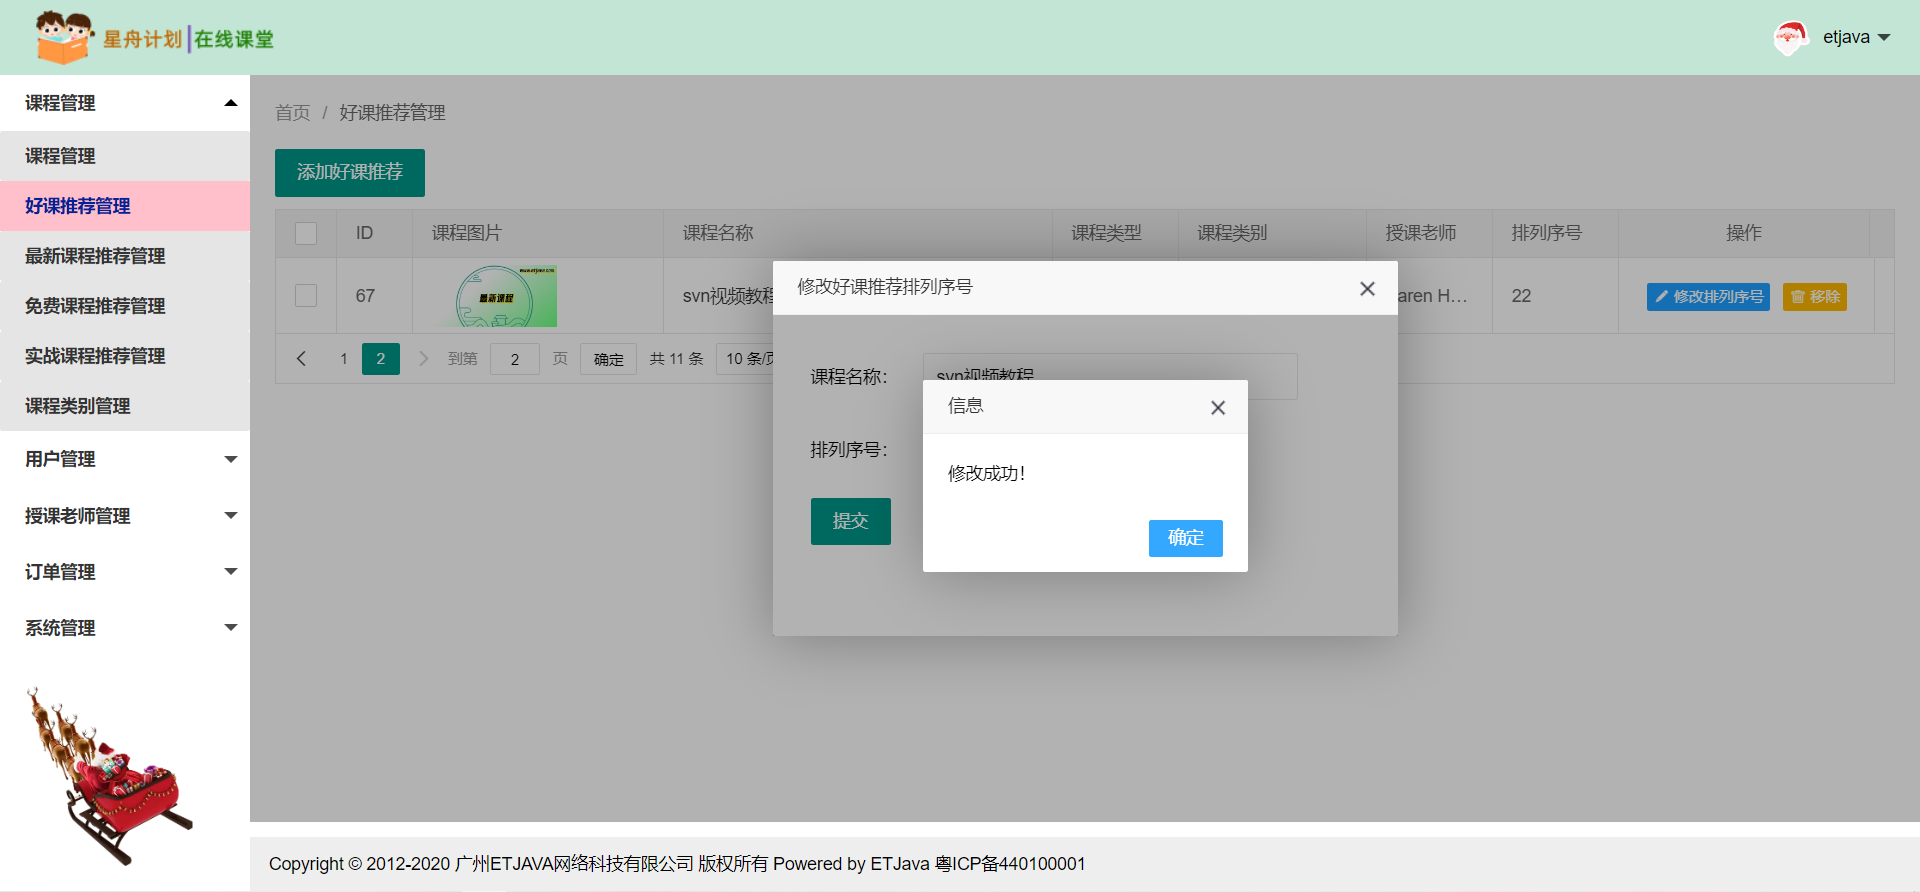 星舟计划|在线课堂
etjava
课程管理
课程管理
好课推荐管理
最新课程推荐管理
免费课程推荐管理
实战课程推荐管理
课程类别管理
用户管理
授课老师管理
订单管理
系统管理
首页 / 好课推荐管理
添加好课推荐
ID 课程图片 课程名称 课程类型 课程类别 授课老师 排列序号 操作
67 最新课程 svn视频教程 aren H... 22 修改排列序号 移除
1 2 到第 2 页 确定 共 11 条 10 条/页
修改好课推荐排列序号
课程名称： svn视频教程
排列序号：
提交
信息
修改成功！
确定
Copyright © 2012-2020 广州ETJAVA网络科技有限公司 版权所有 Powered by ETJava 粤ICP备440100001